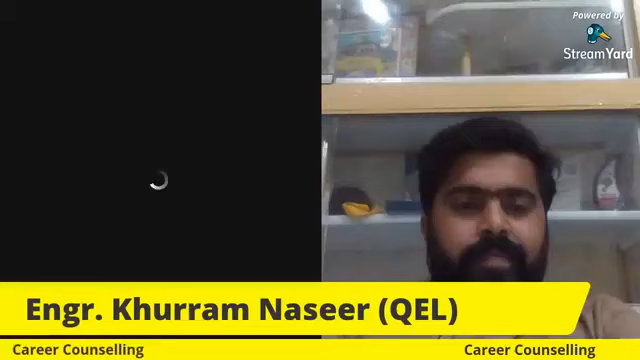 Powered by
StreamYard
Engr. Khurram Naseer (QEL)
Career Counselling
Career Counselling